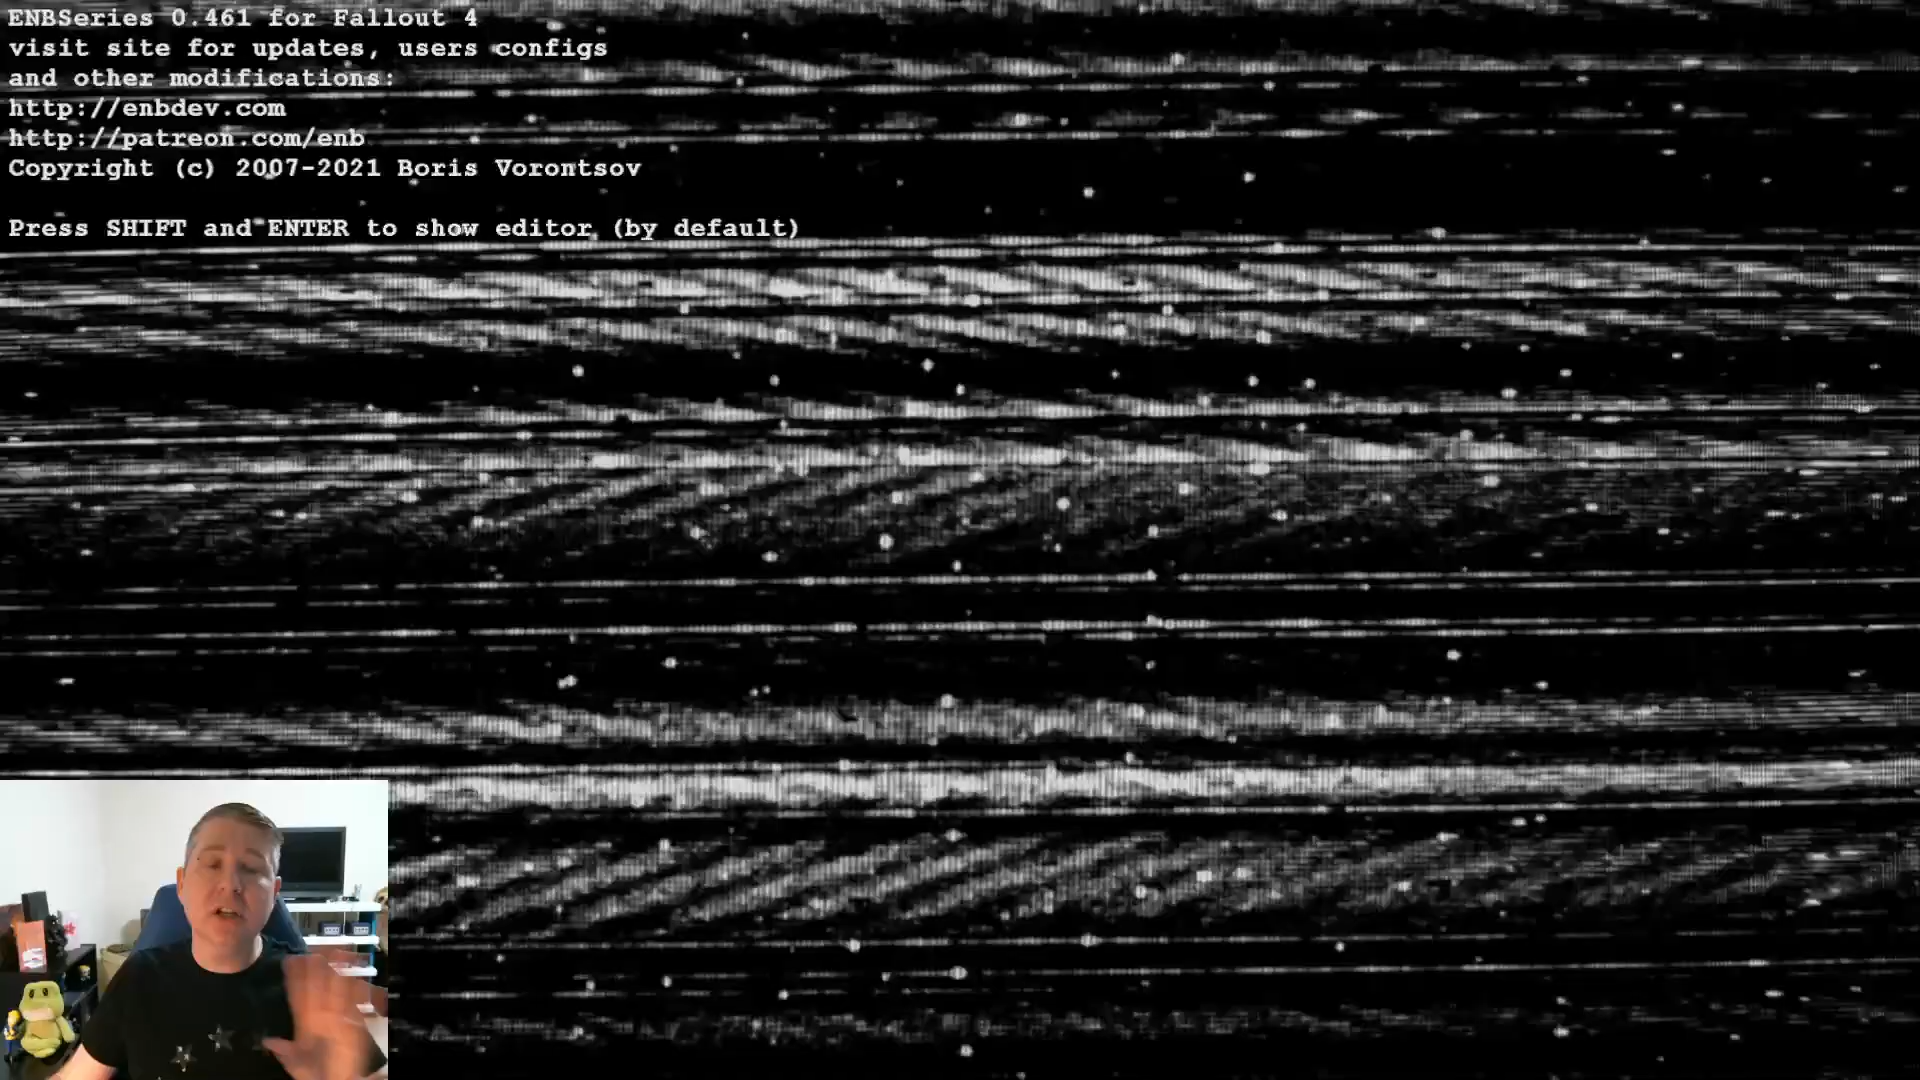 ENBSeries 0.461 for Fallout 4
visit site for updates, users configs
and other modifications:
http://enbdev.com
http://patreon.com/enb
Copyright (c) 2007-2021 Boris Vorontsov
Press SHIFT and ENTER to show editor (by default)